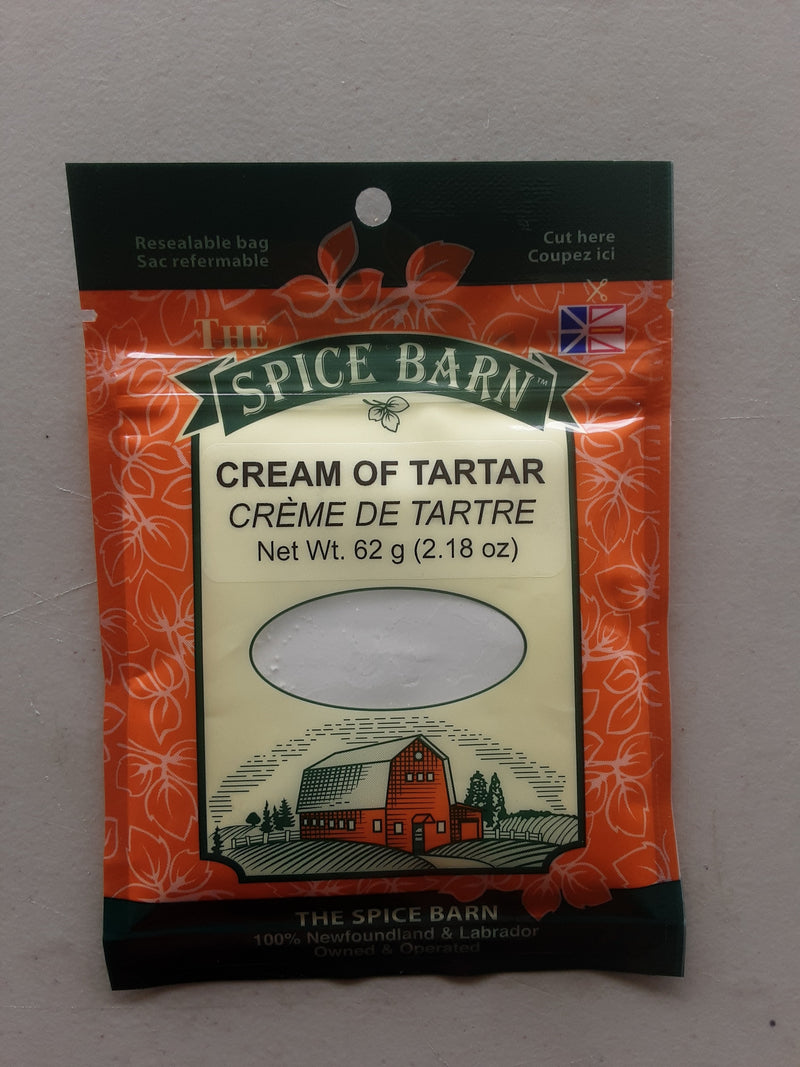 Resealable bag
Sac refermable
Cut here
Coupez ici
THE
SPICE BARN™
CREAM OF TARTAR
CRÈME DE TARTRE
Net Wt. 62 g (2.18 oz)
THE SPICE BARN
100% Newfoundland & Labrador
Owned & Operated